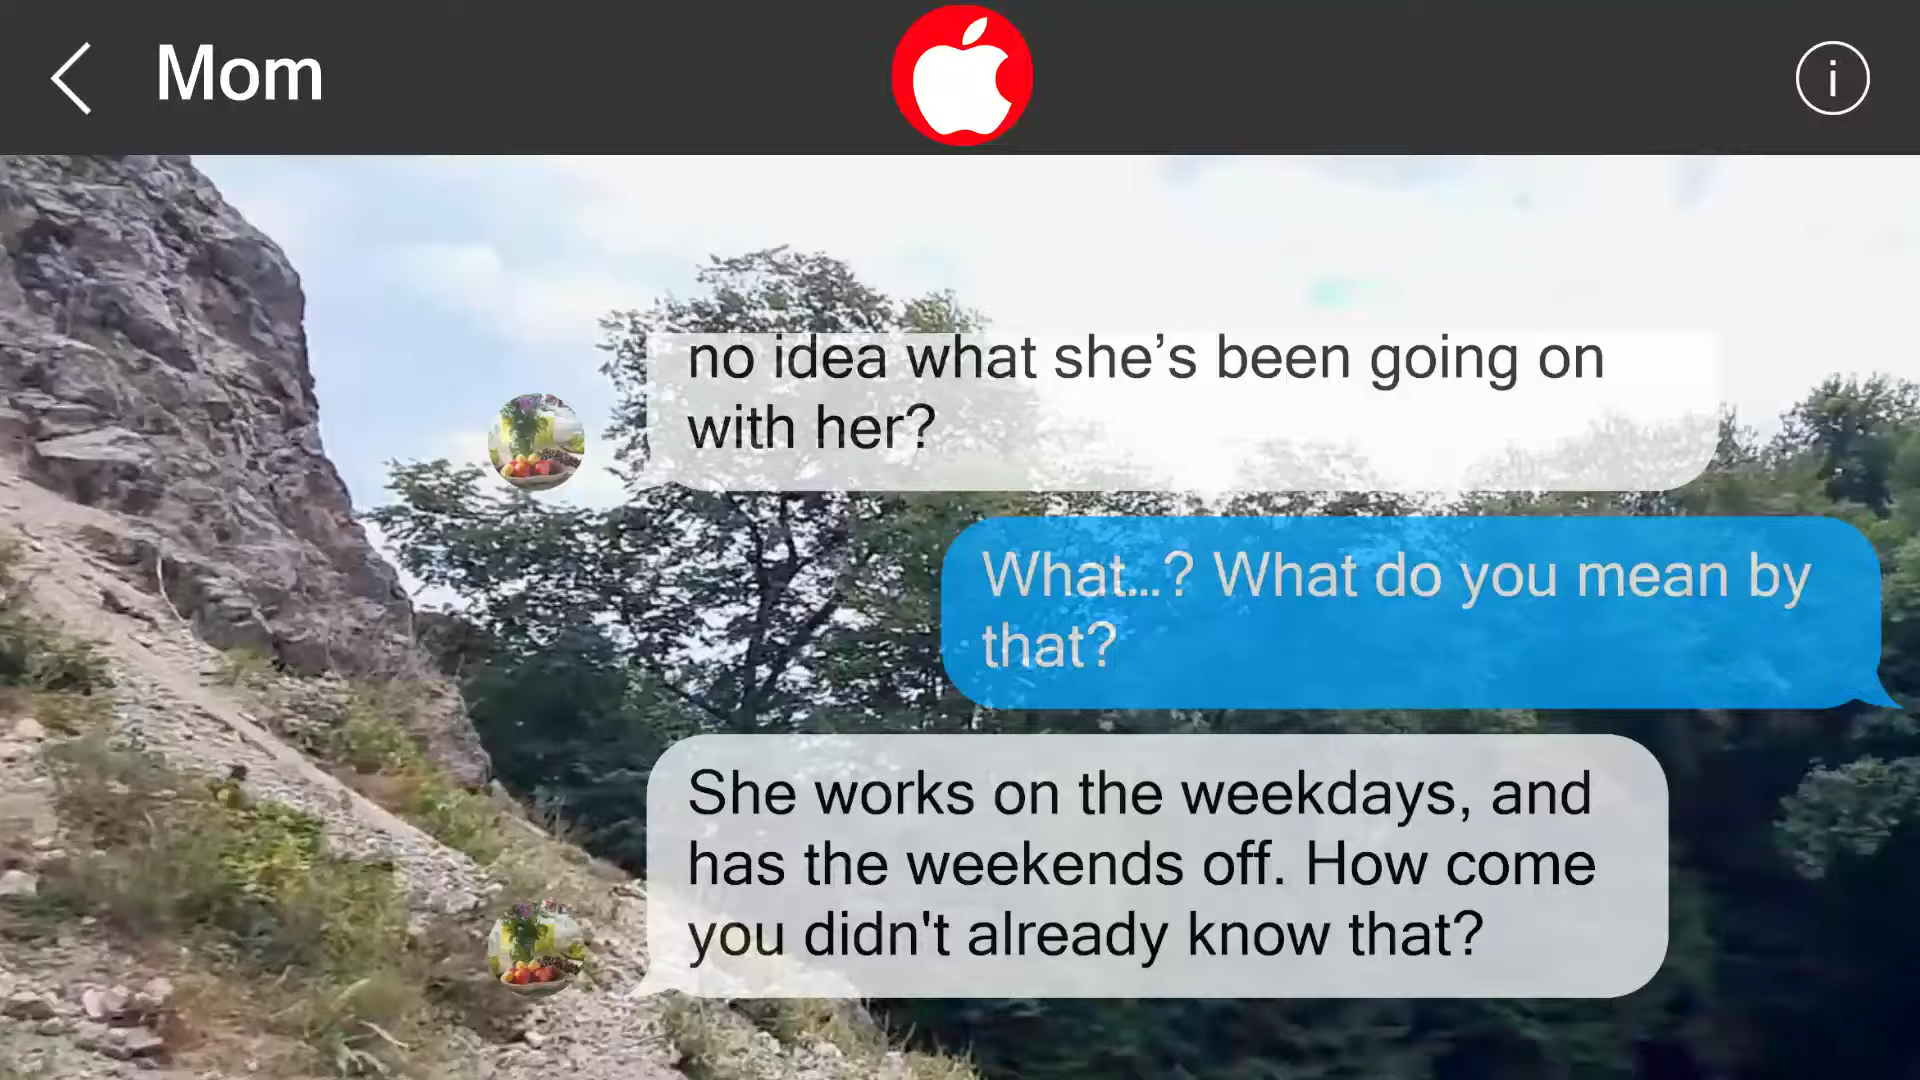 Mom
i
no idea what she’s been going on
with her?
What...? What do you mean by
that?
She works on the weekdays, and
has the weekends off. How come
you didn't already know that?